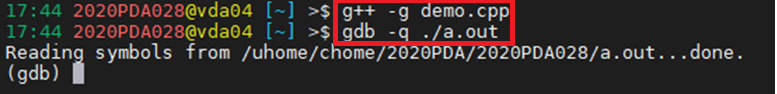 17:44 2020PDA028@vda04 [~] >$ g++ -g demo.cpp
17:44 2020PDA028@vda04 [~] >$ gdb -q ./a.out
Reading symbols from /uhome/chome/2020PDA/2020PDA028/a.out...done.
(gdb)